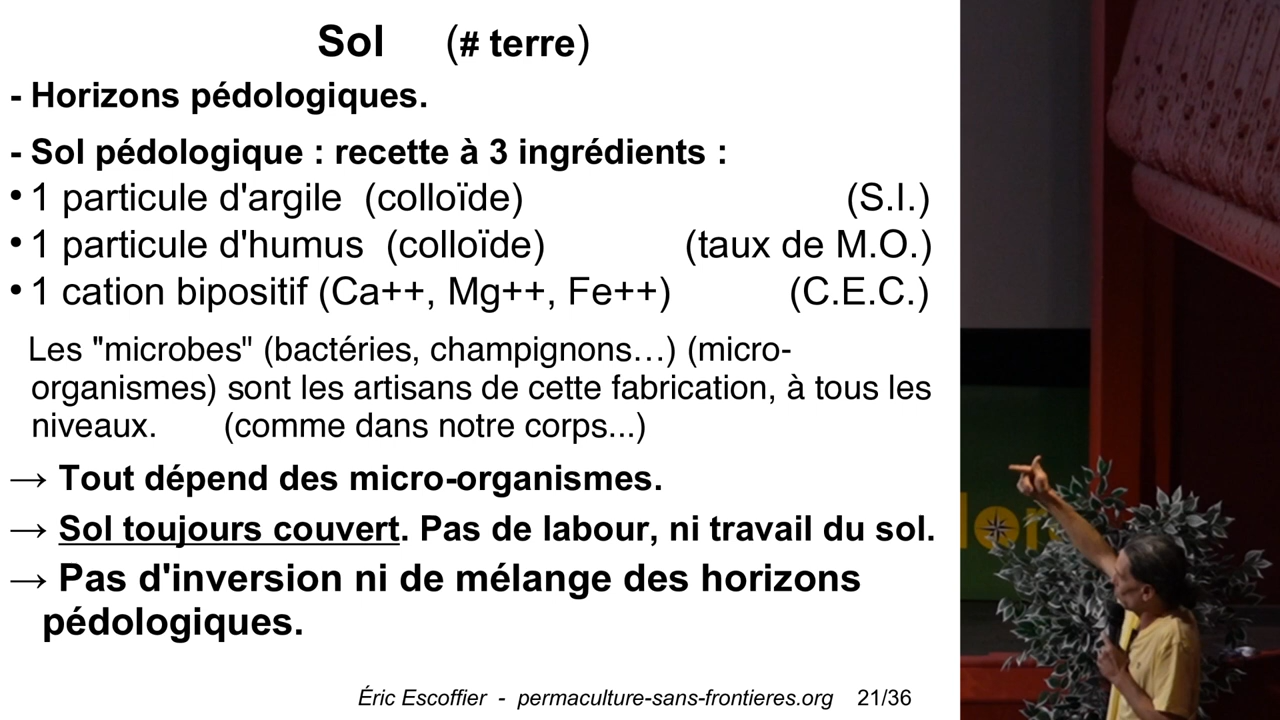 Sol (# terre)
- Horizons pédologiques.
- Sol pédologique : recette à 3 ingrédients :
• 1 particule d'argile (colloïde) (S.I.)
• 1 particule d'humus (colloïde) (taux de M.O.)
• 1 cation bipositif (Ca++, Mg++, Fe++) (C.E.C.)
Les "microbes" (bactéries, champignons…) (micro-
organismes) sont les artisans de cette fabrication, à tous les
niveaux. (comme dans notre corps...)
→ Tout dépend des micro-organismes.
→ Sol toujours couvert. Pas de labour, ni travail du sol.
→ Pas d'inversion ni de mélange des horizons
pédologiques.
Éric Escoffier - permaculture-sans-frontieres.org 21/36